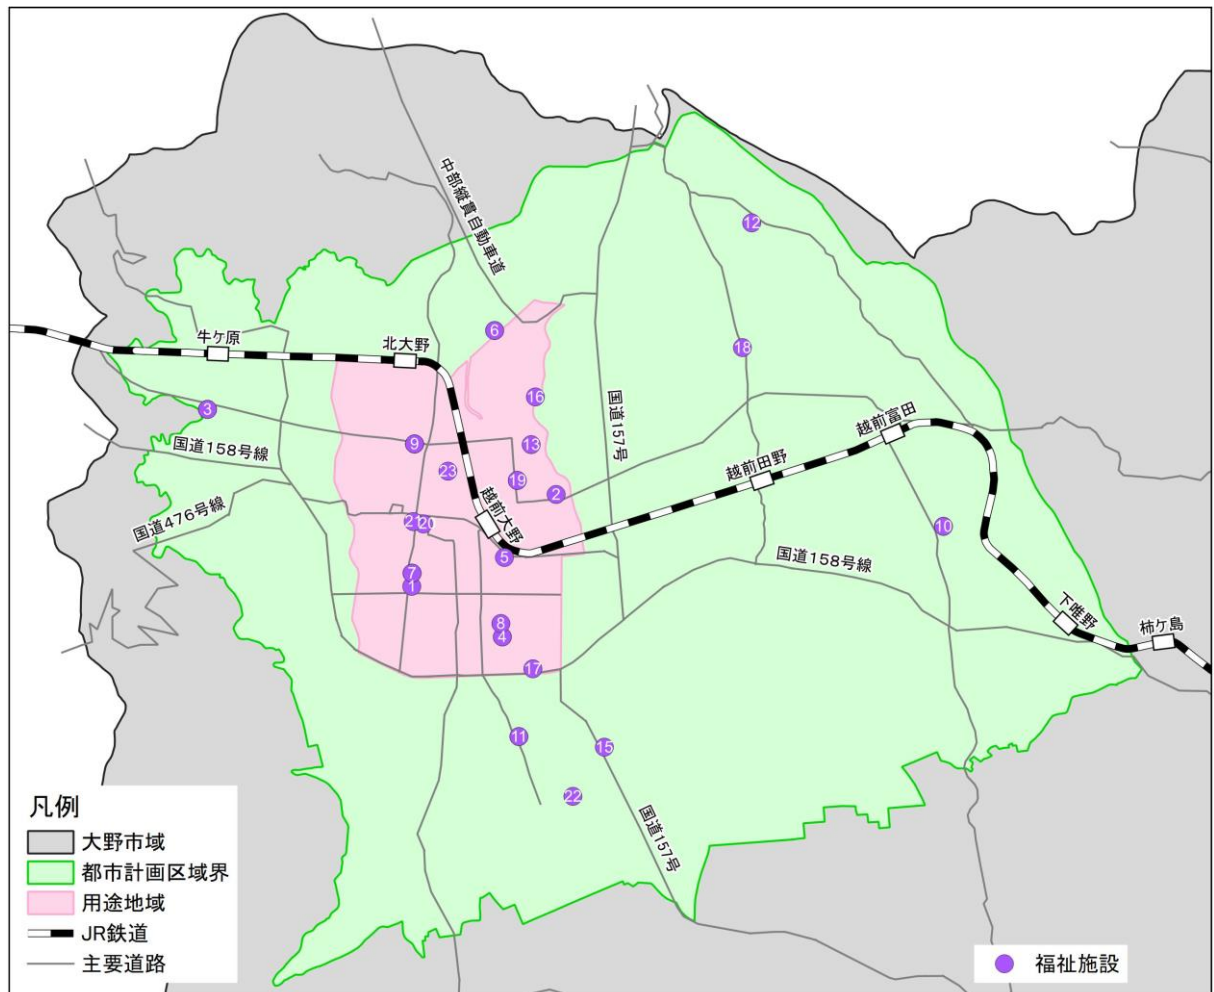 中部縦貫自動車道
12
6
18
牛ケ原
北大野
3
16
国道157号
越前富田
国道158号線
9
13
23
19
2
越前田野
国道476号線
21
20
越前大野
10
5
国道158号線
7
1
8
4
下唯野
柿ケ島
17
11
15
22
国道157号
凡例
大野市域
都市計画区域界
用途地域
JR鉄道
主要道路
福祉施設